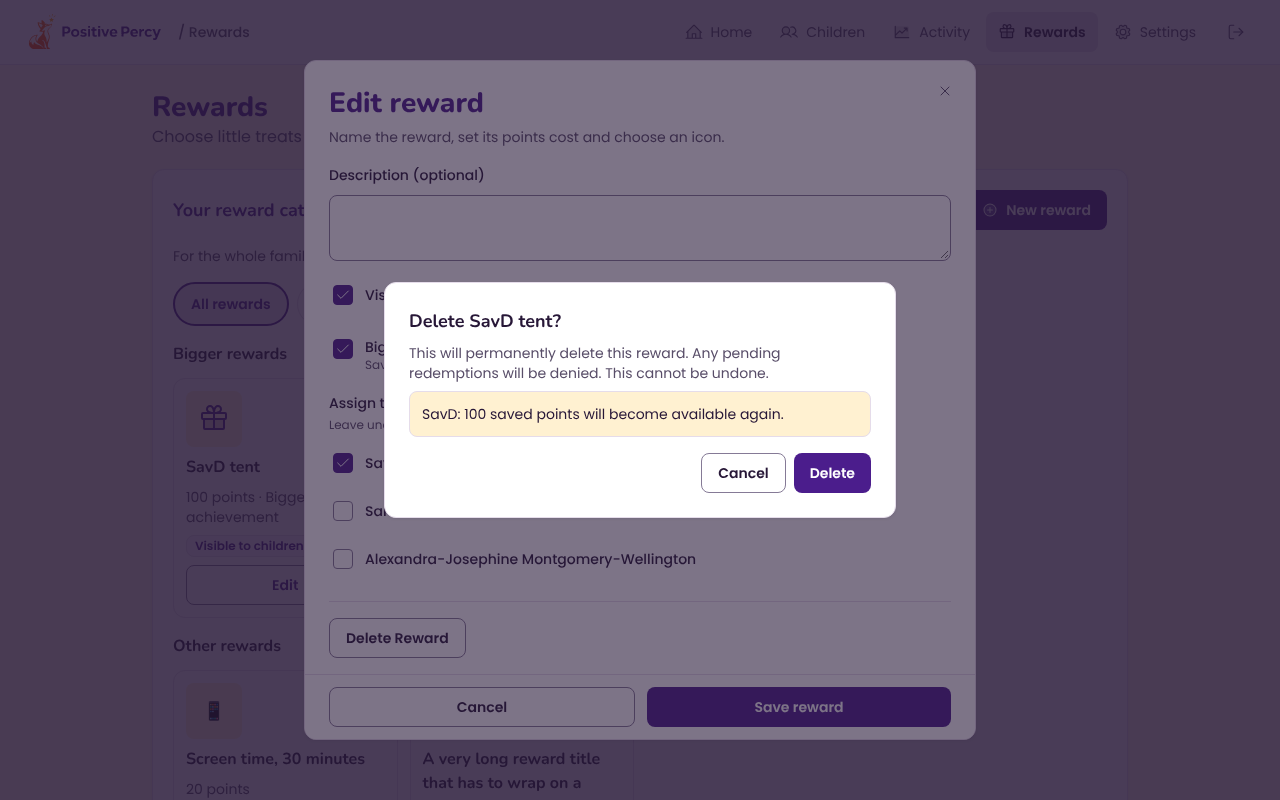 Positive Percy / Rewards Home Children Activity Rewards Settings
Rewards
Choose little treats
Your reward cat
New reward
For the whole famil
All rewards
Bigger rewards
SavD tent
100 points · Bigge
achievement
Visible to children
Edit
Other rewards
Screen time, 30 minutes
20 points
A very long reward title
that has to wrap on a
Edit reward
Name the reward, set its points cost and choose an icon.
Description (optional)
Vis
Big
Sav
Assign t
Leave un
Sav
Sa
Alexandra-Josephine Montgomery-Wellington
Delete Reward
Cancel
Save reward
Delete SavD tent?
This will permanently delete this reward. Any pending
redemptions will be denied. This cannot be undone.
SavD: 100 saved points will become available again.
Cancel
Delete